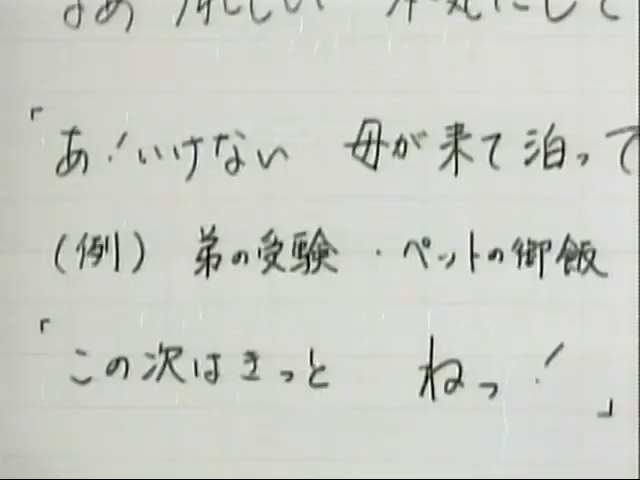 「あ!いけない 母が来て泊って
(例) 弟の受験 ・ペットの御飯
「この次はきっと ねっ!」